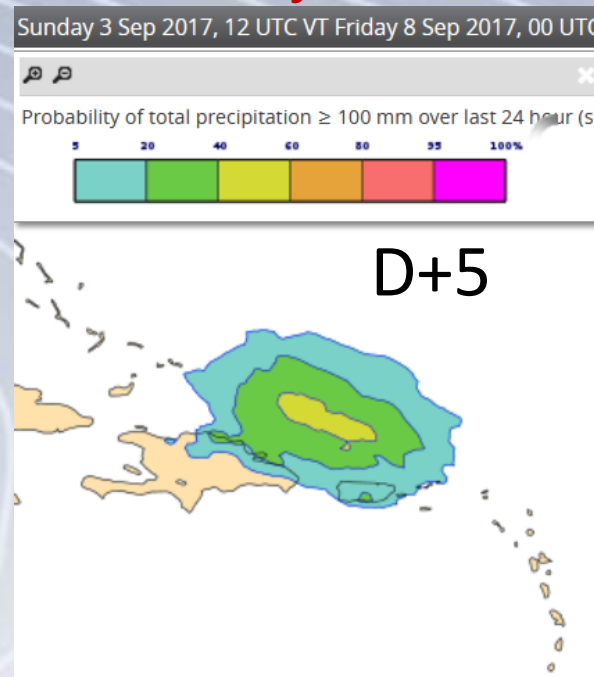 Sunday 3 Sep 2017, 12 UTC VT Friday 8 Sep 2017, 00 UTC
Probability of total precipitation ≥ 100 mm over last 24 hour (s
5 20 40 60 80 95 100%
D+5